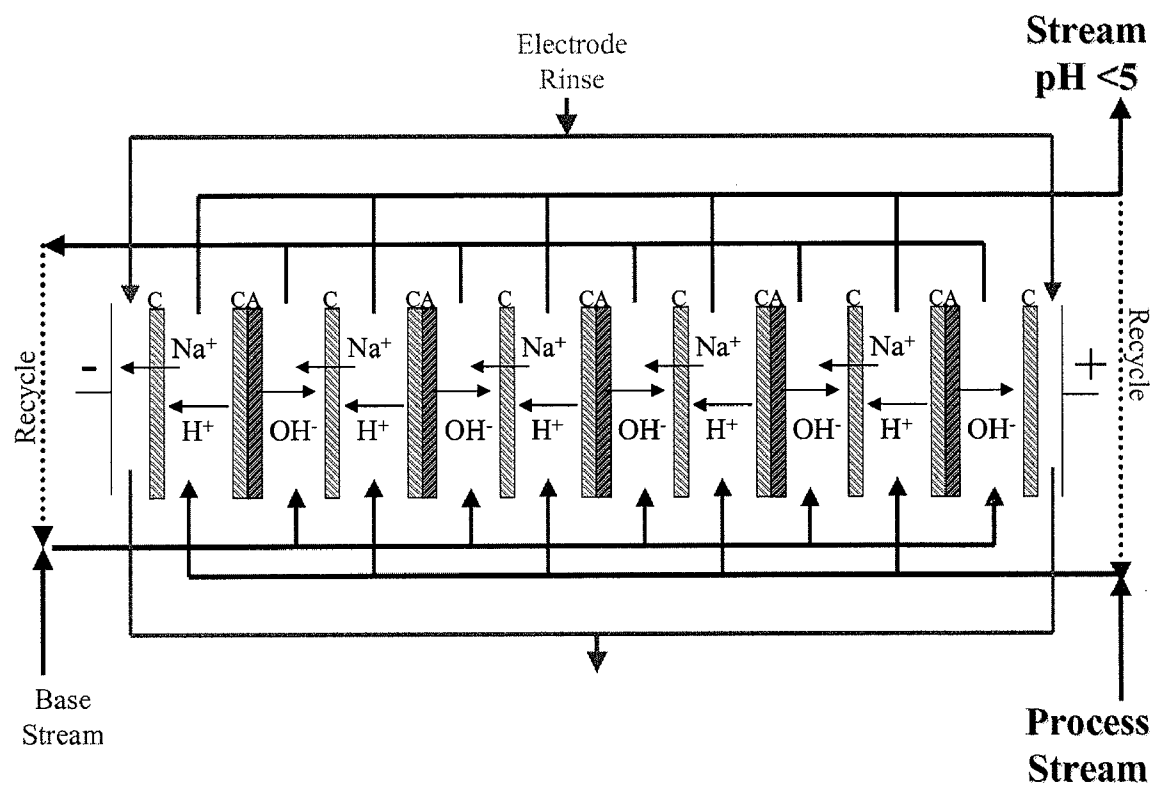 Electrode
Rinse
Stream
pH <5
C
CA
C
CA
C
CA
C
CA
C
CA
C
Na⁺
Na⁺
Na⁺
Na⁺
Na⁺
-
+
Recycle
Recycle
H⁺
OH-
H⁺
OH-
H⁺
OH-
H⁺
OH-
H⁺
OH-
Base
Stream
Process
Stream